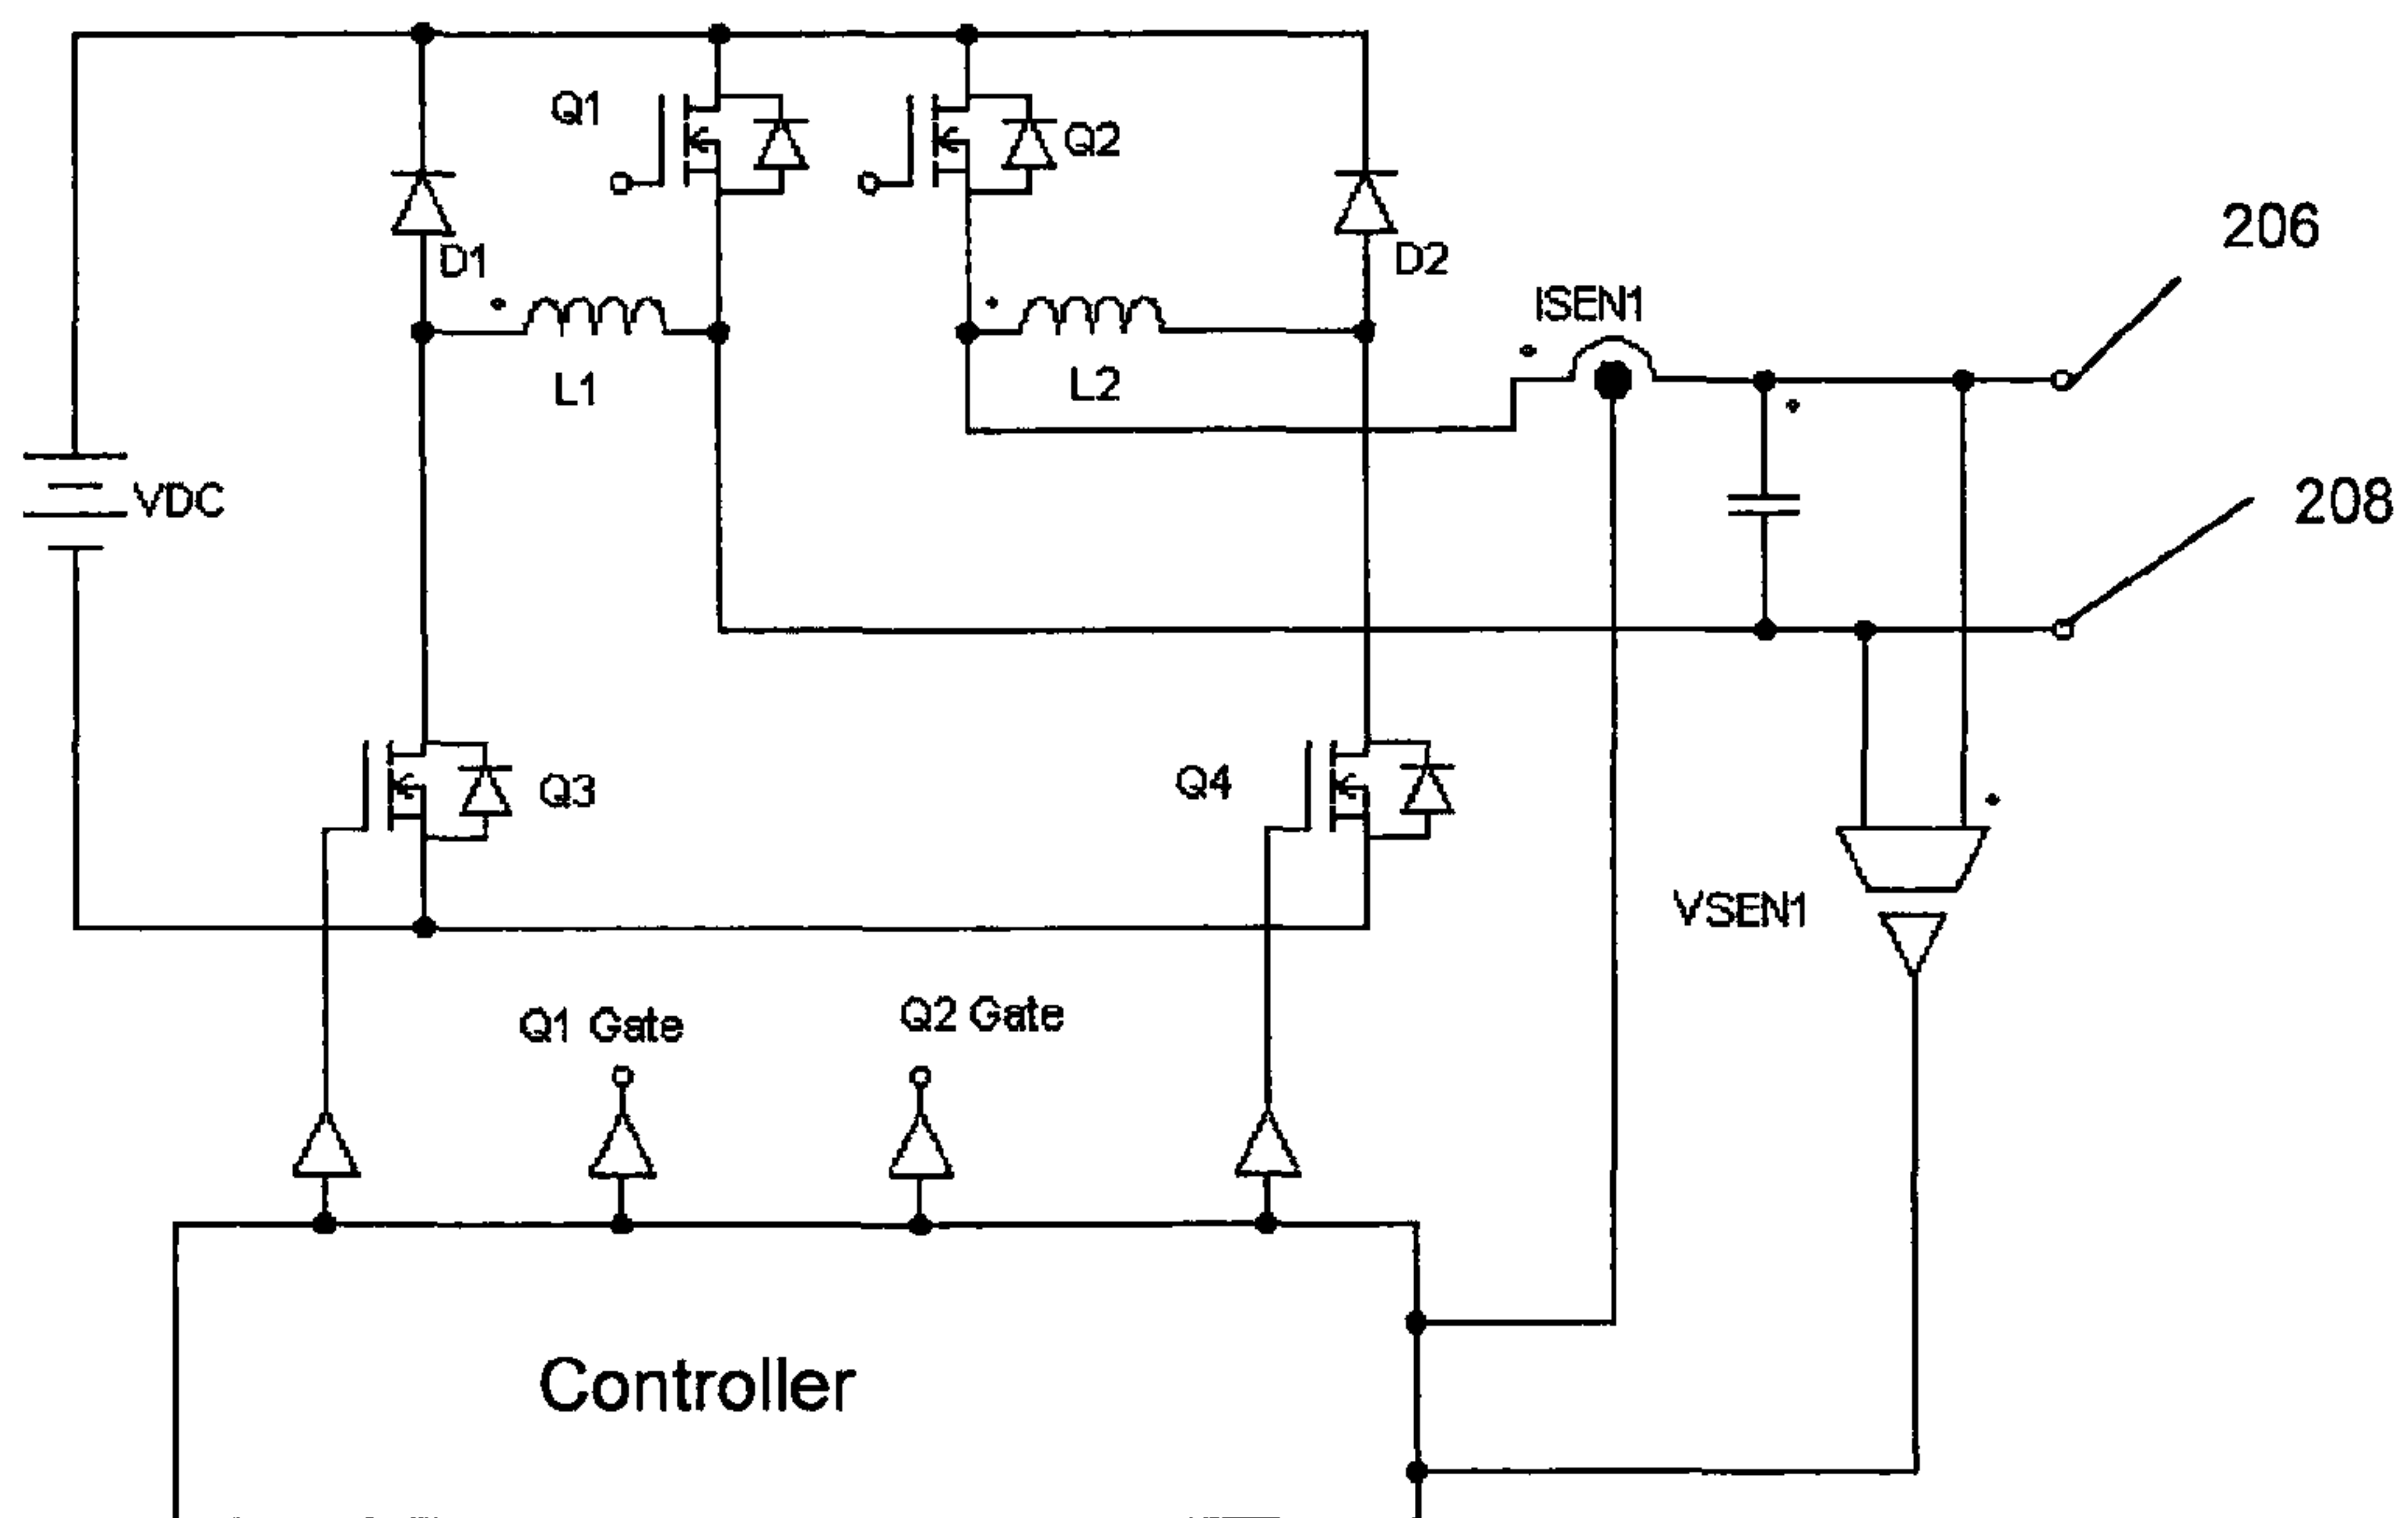 Q1
Q2
206
D1
D2
ISEN1
L1
L2
VDC
208
Q3
Q4
VSEN1
Q1 Gate
Q2 Gate
Controller